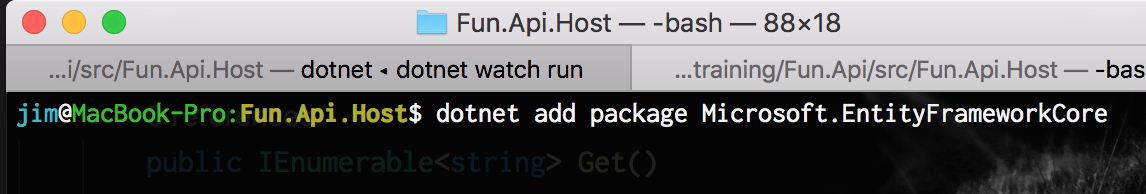 Fun.Api.Host — -bash — 88×18
...i/src/Fun.Api.Host — dotnet ◂ dotnet watch run
...training/Fun.Api/src/Fun.Api.Host — -bas
jim@MacBook-Pro:Fun.Api.Host$ dotnet add package Microsoft.EntityFrameworkCore
public IEnumerable<string> Get()